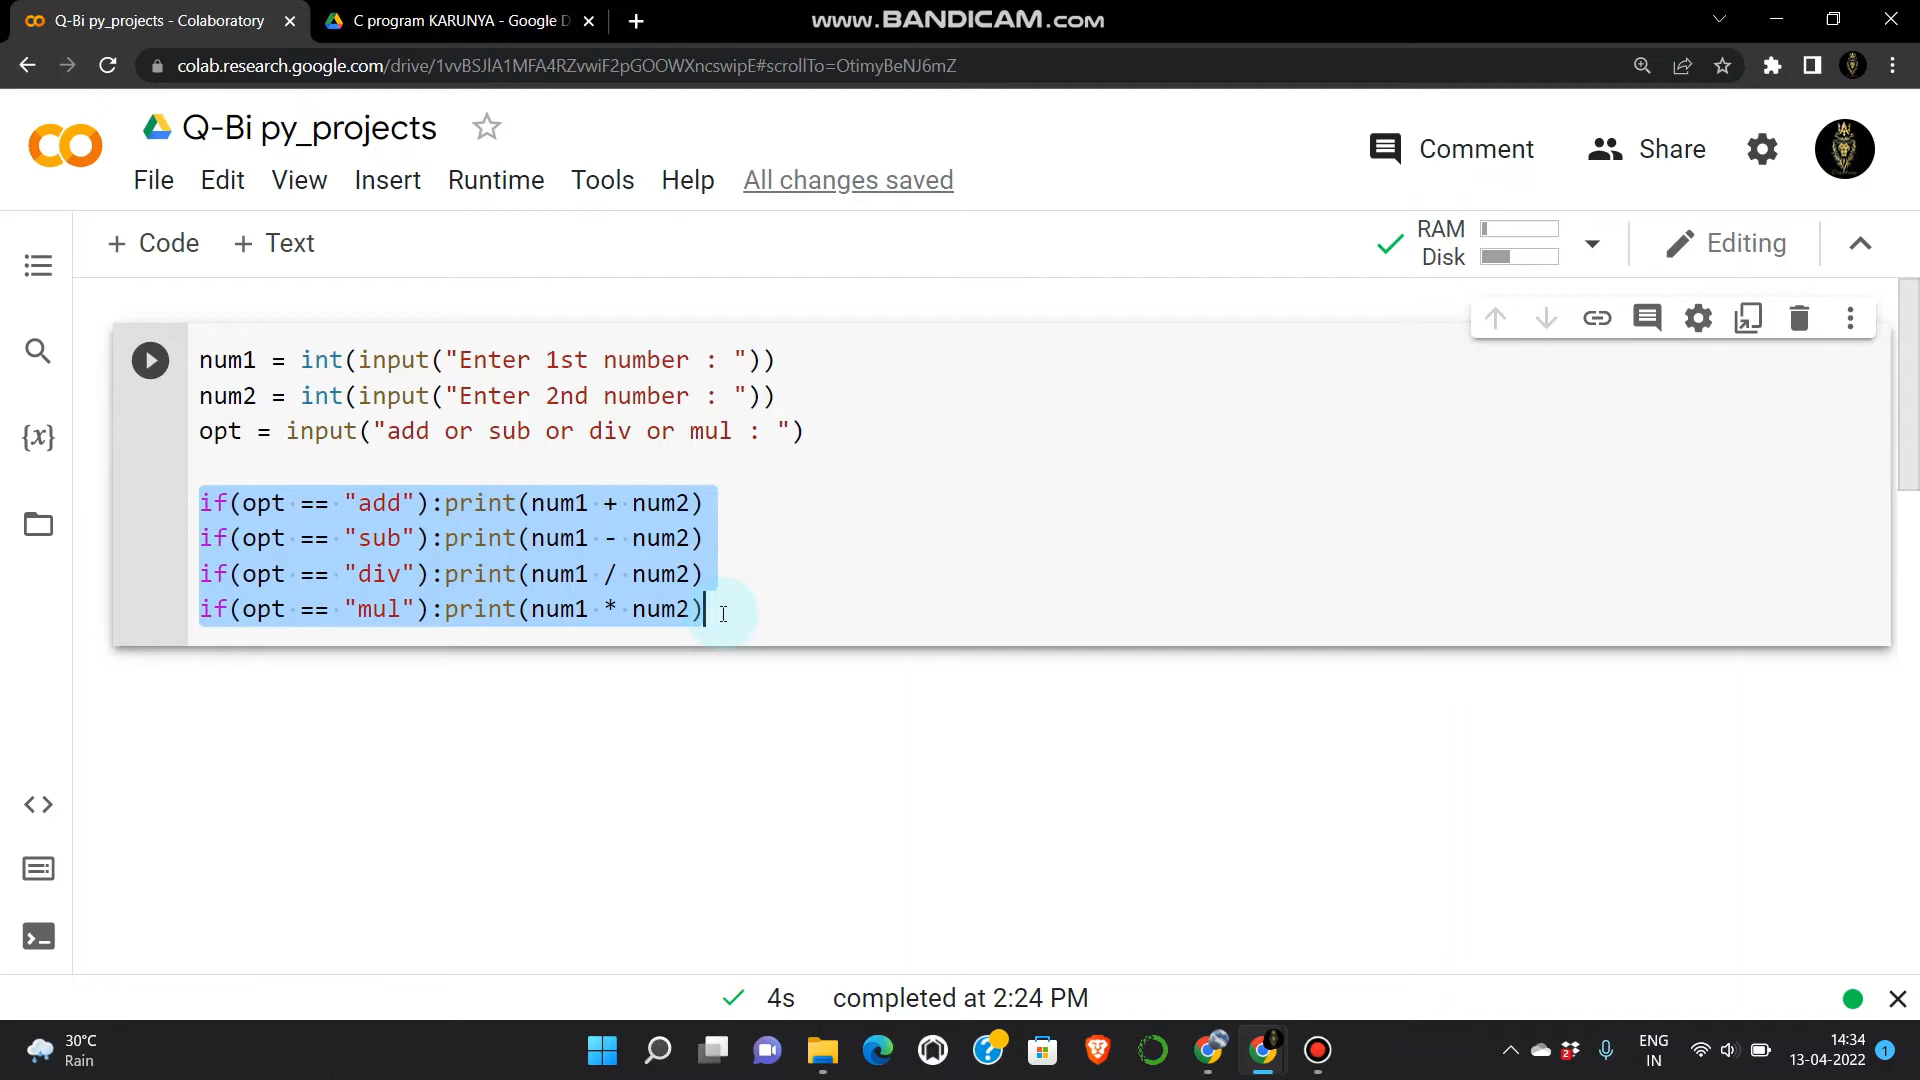 Q-Bi py_projects - Colaboratory
C program KARUNYA - Google D
www.BANDICAM.com
colab.research.google.com/drive/1vvBSJlA1MFA4RZvwiF2pGOOWXncswipE#scrollTo=OtimyBeNJ6mZ
Q-Bi py_projects
Comment
Share
File Edit View Insert Runtime Tools Help All changes saved
+ Code + Text
RAM
Disk
Editing
num1 = int(input("Enter 1st number : "))
num2 = int(input("Enter 2nd number : "))
opt = input("add or sub or div or mul : ")
if(opt == "add"):print(num1 + num2)
if(opt == "sub"):print(num1 - num2)
if(opt == "div"):print(num1 / num2)
if(opt == "mul"):print(num1 * num2)
{x}
4s completed at 2:24 PM
30°C
Rain
2
ENG
IN
14:34
13-04-2022
1